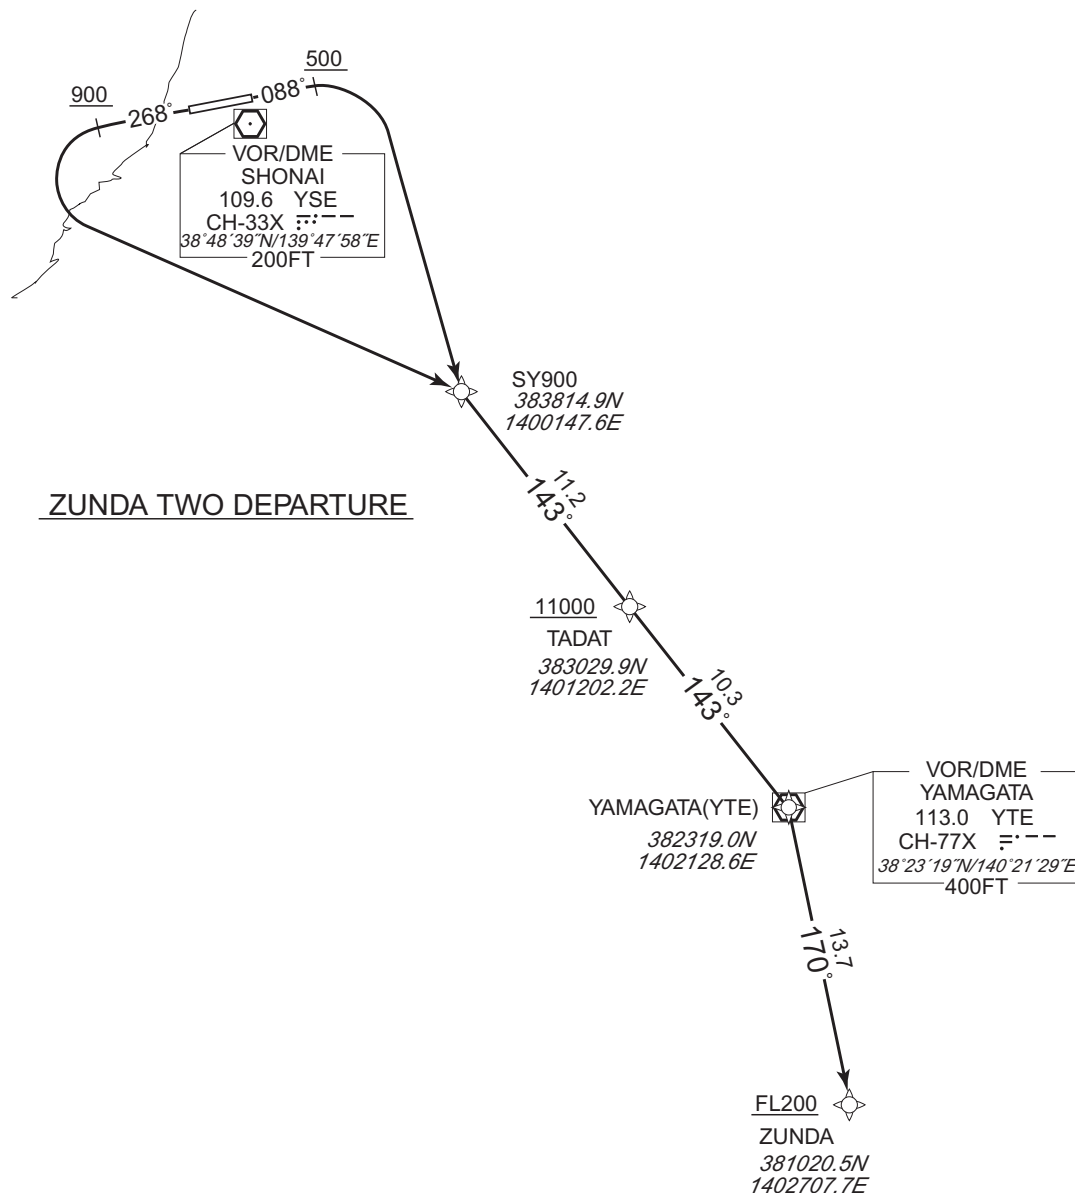 500
900
268°
088°
VOR/DME
SHONAI
109.6 YSE
CH-33X
38°48´39˝N/139°47´58˝E
200FT
SY900
383814.9N
1400147.6E
ZUNDA TWO DEPARTURE
11.2
143°
11000
TADAT
383029.9N
1401202.2E
10.3
143°
VOR/DME
YAMAGATA
113.0 YTE
CH-77X
38°23´19˝N/140°21´29˝E
400FT
YAMAGATA(YTE)
382319.0N
1402128.6E
13.7
170°
FL200
ZUNDA
381020.5N
1402707.7E